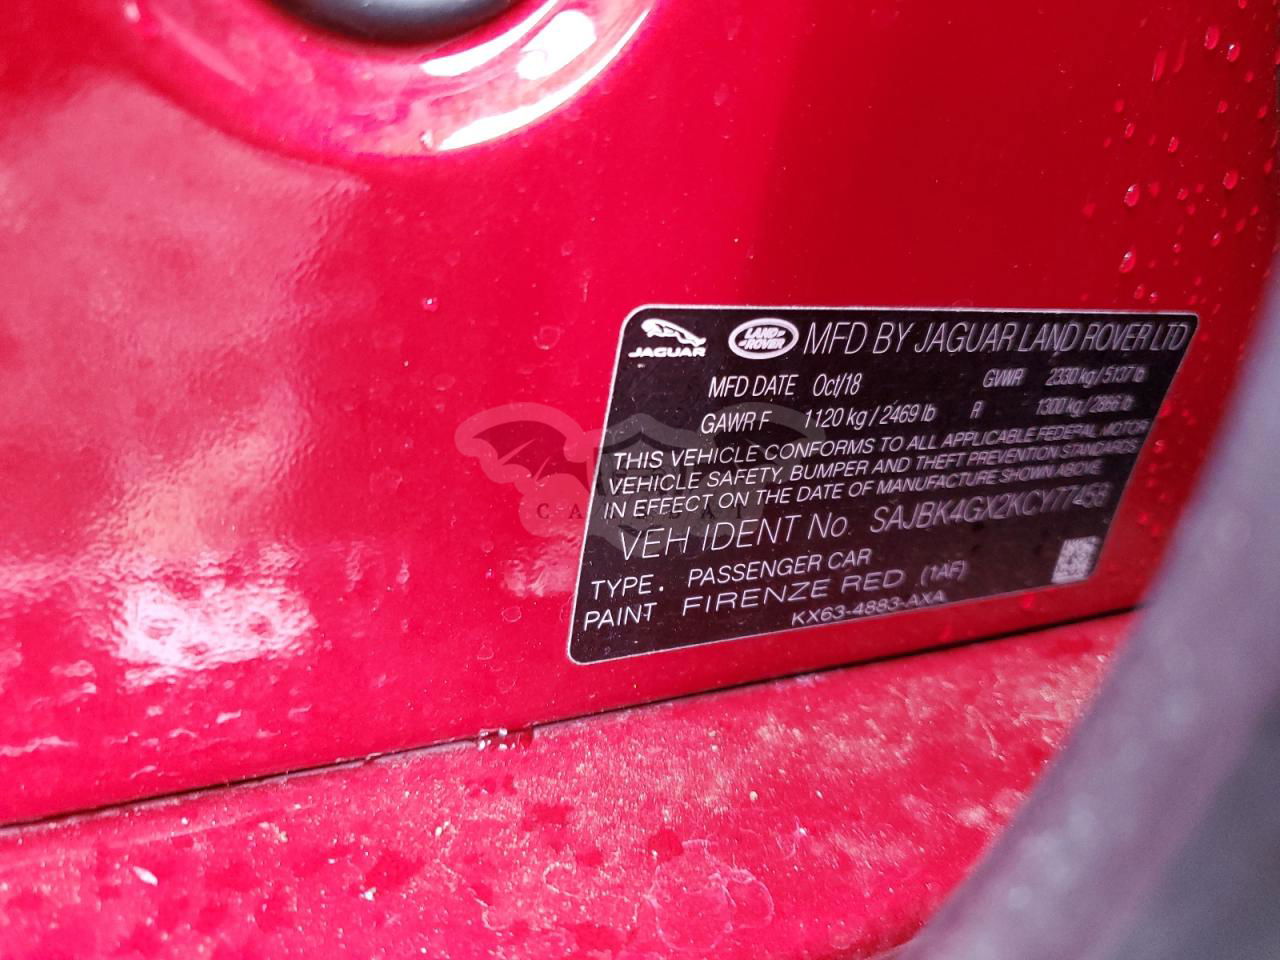 JAGUAR LAND ROVER MFD BY JAGUAR LAND ROVER LTD
MFD DATE Oct/18 GVWR 2330 kg / 5137 lb
GAWR F 1120 kg / 2469 lb R 1300 kg / 2866 lb
THIS VEHICLE CONFORMS TO ALL APPLICABLE FEDERAL MOTOR
VEHICLE SAFETY, BUMPER AND THEFT PREVENTION STANDARDS
IN EFFECT ON THE DATE OF MANUFACTURE SHOWN ABOVE
VEH IDENT No. SAJBK4GX2KCY77458
TYPE. PASSENGER CAR
PAINT FIRENZE RED (1AF)
KX63-4883-AXA